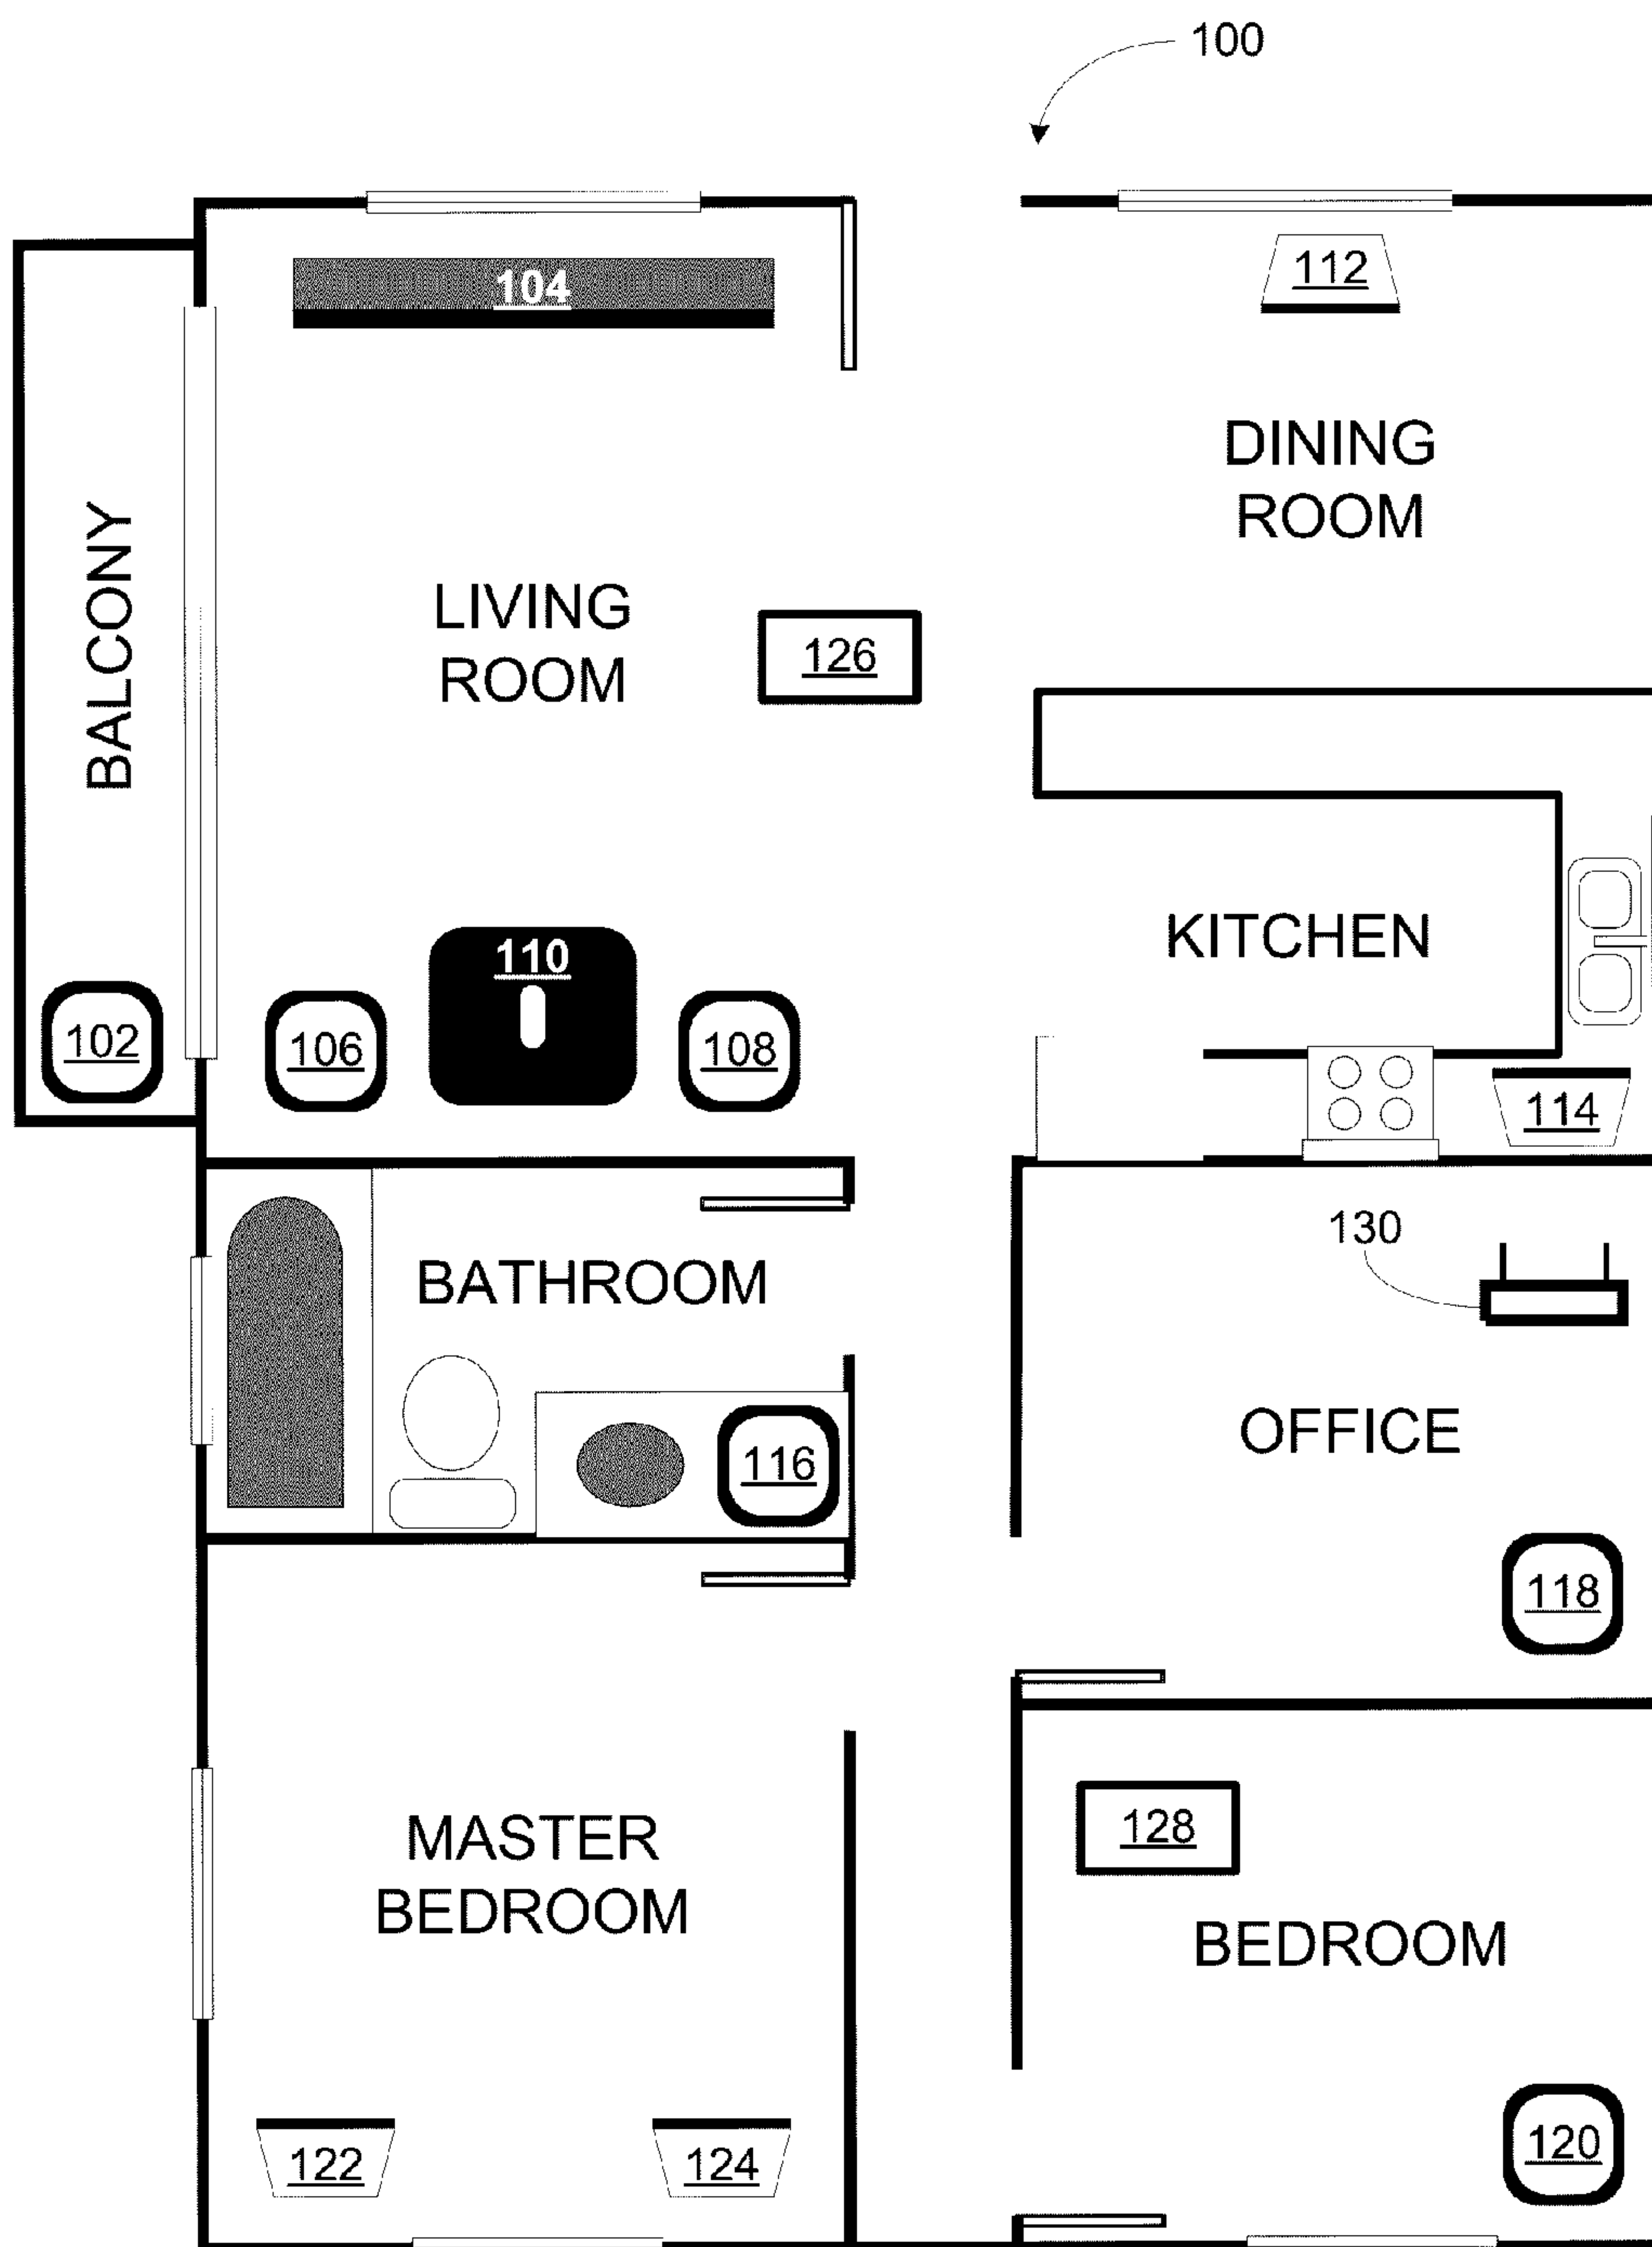 100
104
112
DINING
ROOM
BALCONY
LIVING
ROOM
126
110
KITCHEN
102
106
108
114
130
BATHROOM
OFFICE
116
118
128
MASTER
BEDROOM
BEDROOM
122
124
120